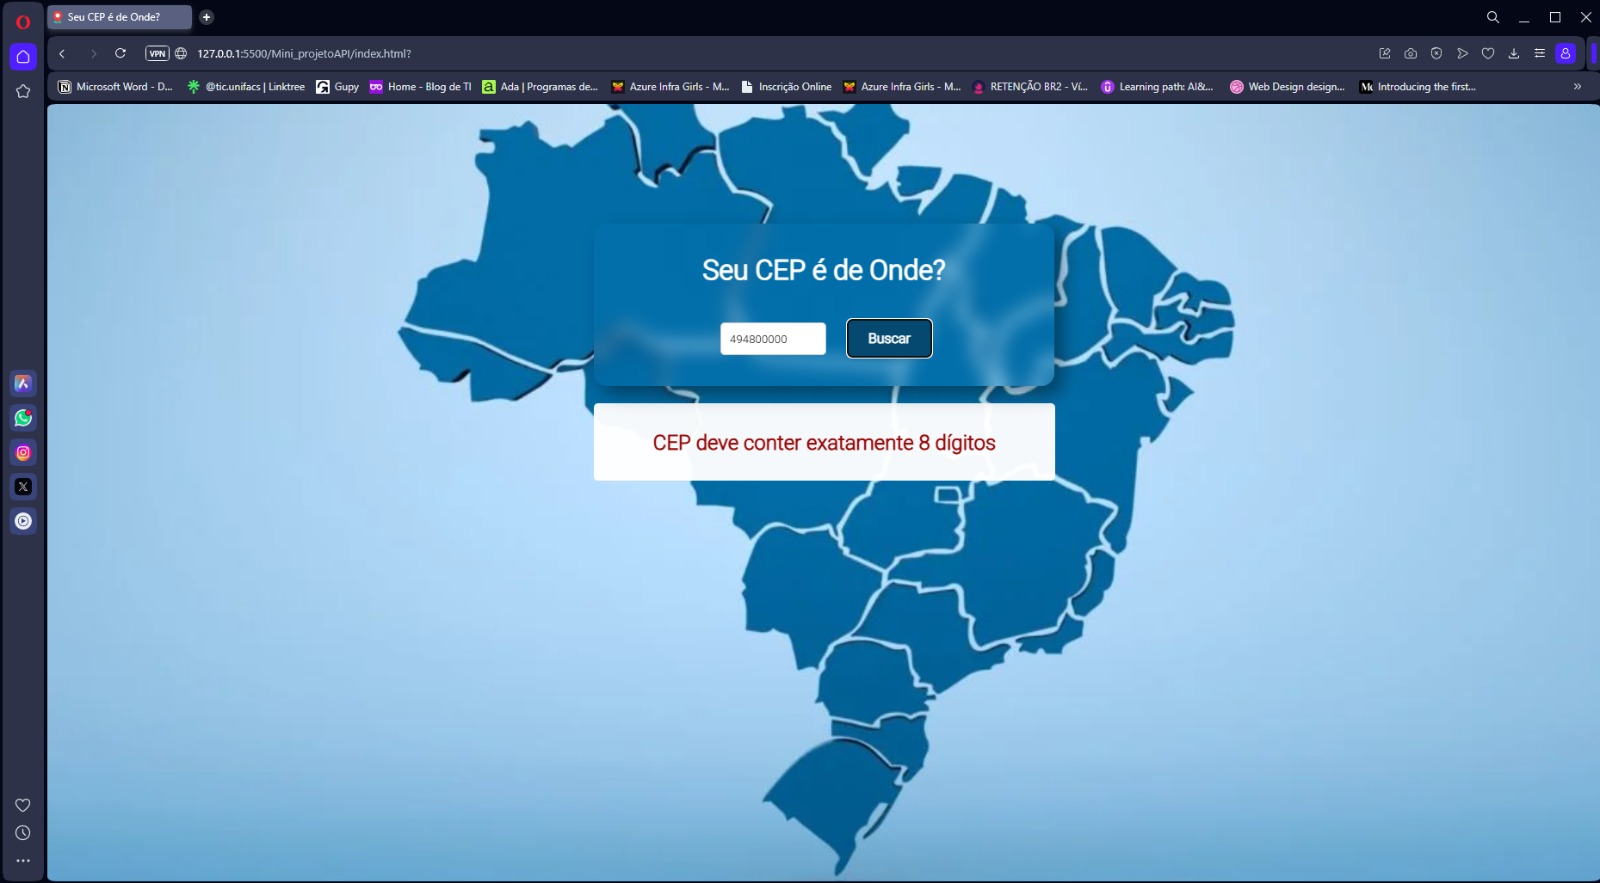 Seu CEP é de Onde?
VPN 127.0.0.1:5500/Mini_projetoAPI/index.html?
Microsoft Word - D... @tic.unifacs | Linktree Gupy Home - Blog de TI Ada | Programas de... Azure Infra Girls - M... Inscrição Online Azure Infra Girls - M... RETENÇÃO BR2 - Ví... Learning path: AI&... Web Design design... Introducing the first...
Seu CEP é de Onde?
494800000 Buscar
CEP deve conter exatamente 8 dígitos